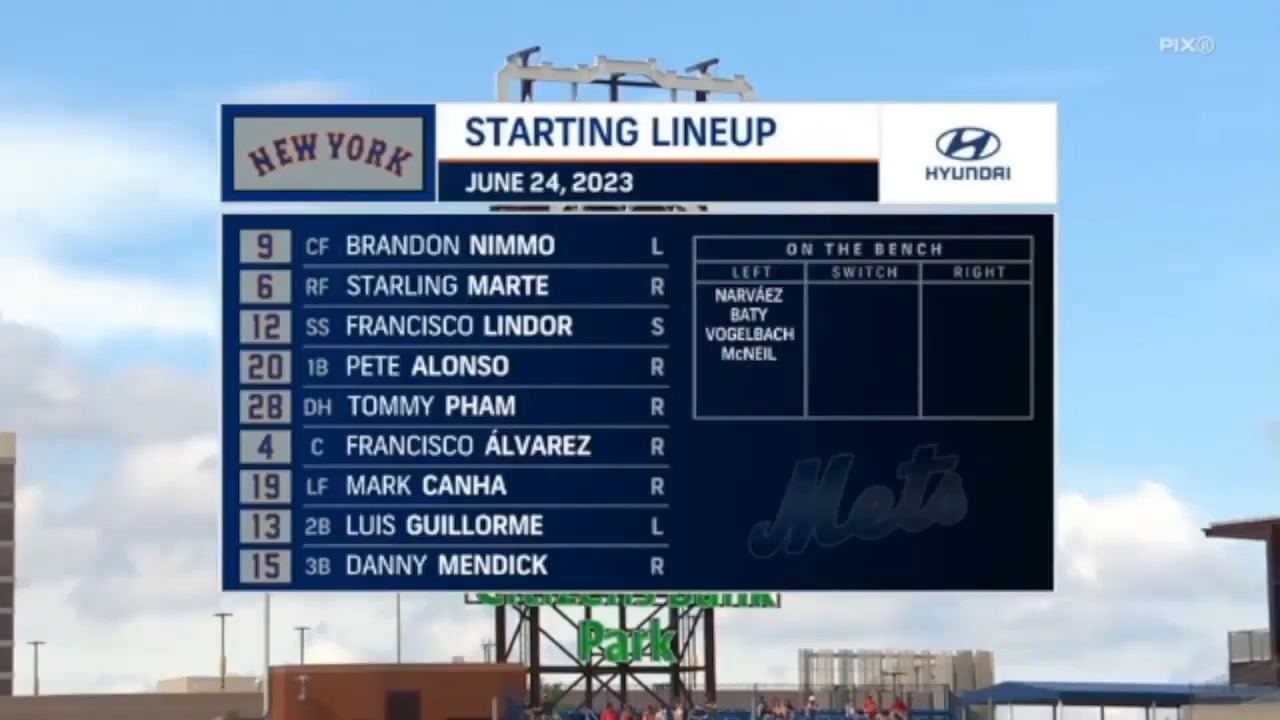 PIX11
NEW YORK
STARTING LINEUP
JUNE 24, 2023
HYUNDAI
9 CF BRANDON NIMMO L
6 RF STARLING MARTE R
12 SS FRANCISCO LINDOR S
20 1B PETE ALONSO R
28 DH TOMMY PHAM R
4 C FRANCISCO ÁLVAREZ R
19 LF MARK CANHA R
13 2B LUIS GUILLORME L
15 3B DANNY MENDICK R
ON THE BENCH
LEFT SWITCH RIGHT
NARVÁEZ
BATY
VOGELBACH
McNEIL
Mets
Citizens Bank
Park